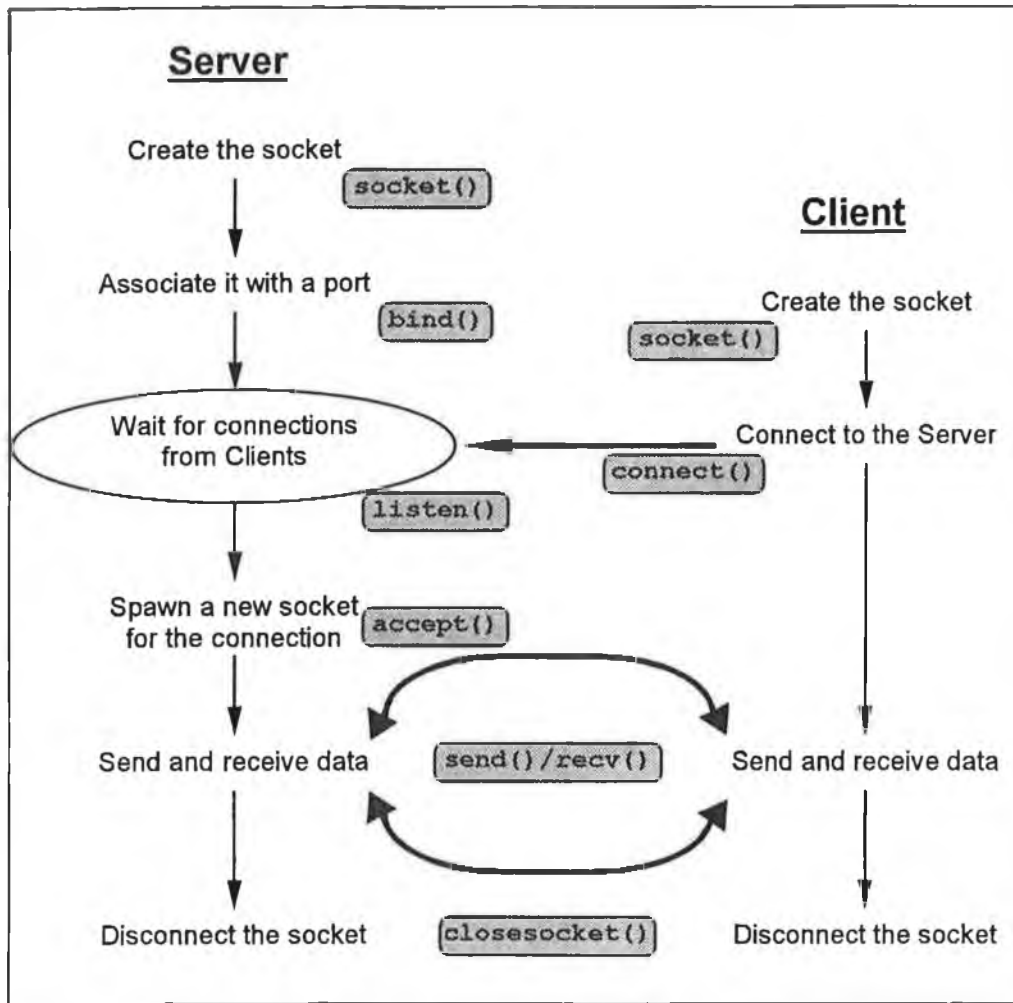 Server
Create the socket
socket()
Associate it with a port
bind()
Wait for connections
from Clients
listen()
Spawn a new socket
for the connection
accept()
Send and receive data
Disconnect the socket
Client
Create the socket
socket()
Connect to the Server
connect()
send()/recv()
Send and receive data
closesocket()
Disconnect the socket